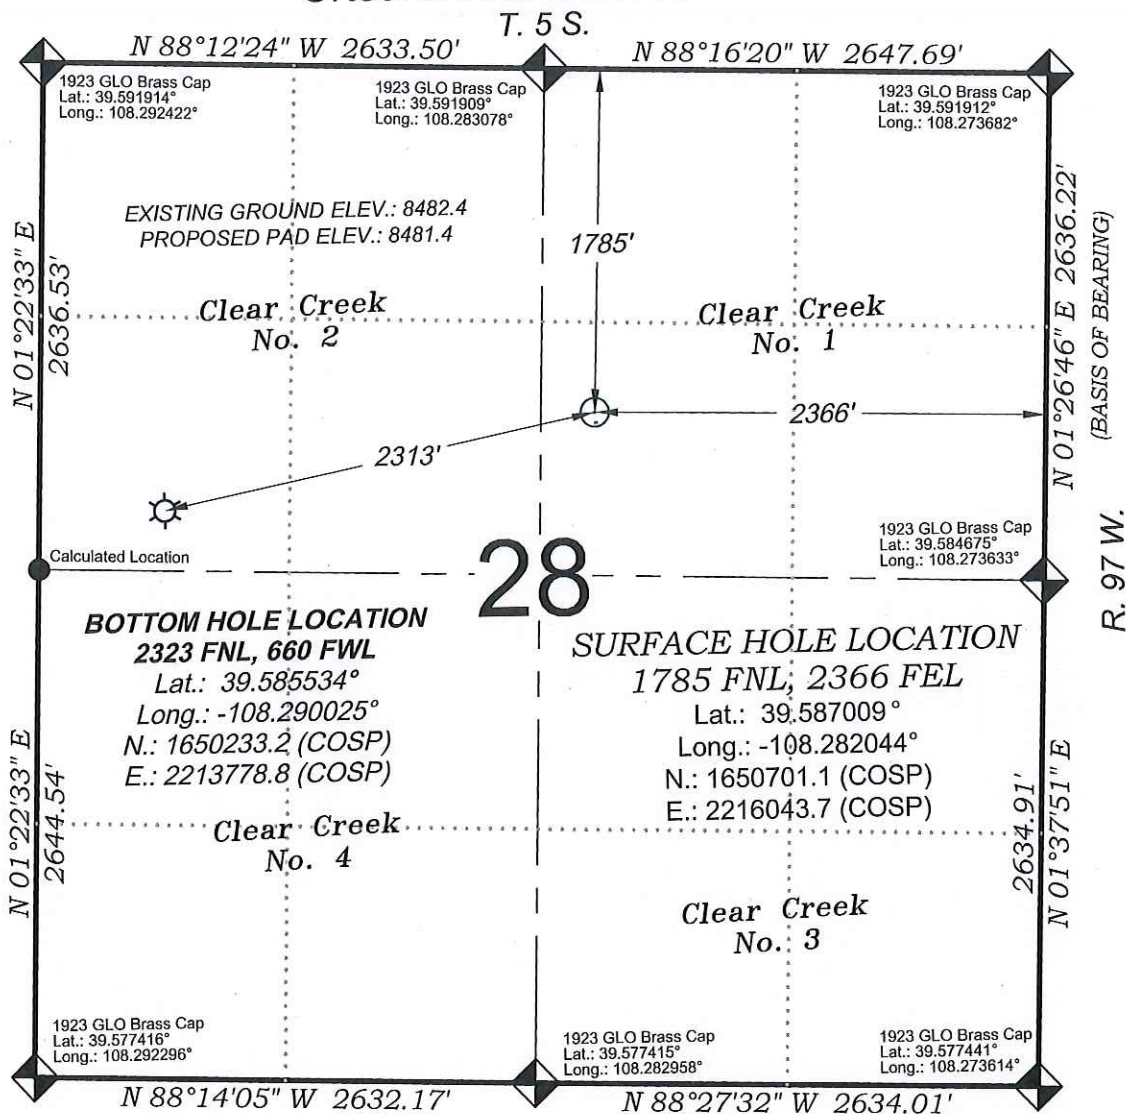 T. 5 S.
N 88°12'24" W 2633.50'
N 88°16'20" W 2647.69'
1923 GLO Brass Cap
Lat.: 39.591914°
Long.: 108.292422°
1923 GLO Brass Cap
Lat.: 39.591909°
Long.: 108.283078°
1923 GLO Brass Cap
Lat.: 39.591912°
Long.: 108.273682°
EXISTING GROUND ELEV.: 8482.4
PROPOSED PAD ELEV.: 8481.4
1785'
N 01°22'33" E
2636.53'
N 01°26'46" E 2636.22'
(BASIS OF BEARING)
Clear Creek
No. 2
Clear Creek
No. 1
2366'
2313'
R. 97 W.
Calculated Location
1923 GLO Brass Cap
Lat.: 39.584675°
Long.: 108.273633°
28
BOTTOM HOLE LOCATION
2323 FNL, 660 FWL
Lat.: 39.585534°
Long.: -108.290025°
N.: 1650233.2 (COSP)
E.: 2213778.8 (COSP)
SURFACE HOLE LOCATION
1785 FNL, 2366 FEL
Lat.: 39.587009°
Long.: -108.282044°
N.: 1650701.1 (COSP)
E.: 2216043.7 (COSP)
N 01°22'33" E
2644.54'
2634.91'
N 01°37'51" E
Clear Creek
No. 4
Clear Creek
No. 3
1923 GLO Brass Cap
Lat.: 39.577416°
Long.: 108.292296°
1923 GLO Brass Cap
Lat.: 39.577415°
Long.: 108.282958°
1923 GLO Brass Cap
Lat.: 39.577441°
Long.: 108.273614°
N 88°14'05" W 2632.17'
N 88°27'32" W 2634.01'